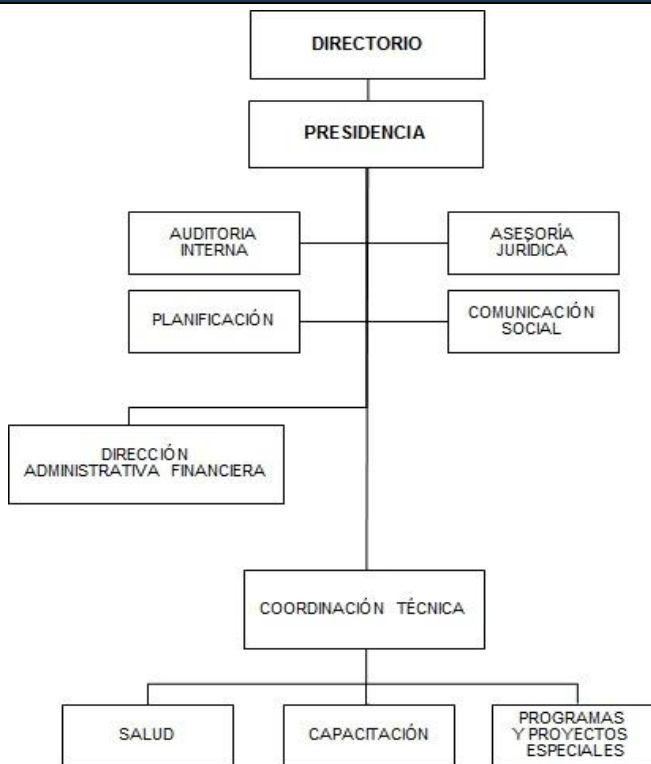 DIRECTORIO
PRESIDENCIA
AUDITORIA
INTERNA
ASESORÍA
JURÍDICA
PLANIFICACIÓN
COMUNICACIÓN
SOCIAL
DIRECCIÓN
ADMINISTRATIVA FINANCIERA
COORDINACIÓN TÉCNICA
SALUD
CAPACITACIÓN
PROGRAMAS
Y PROYECTOS
ESPECIALES